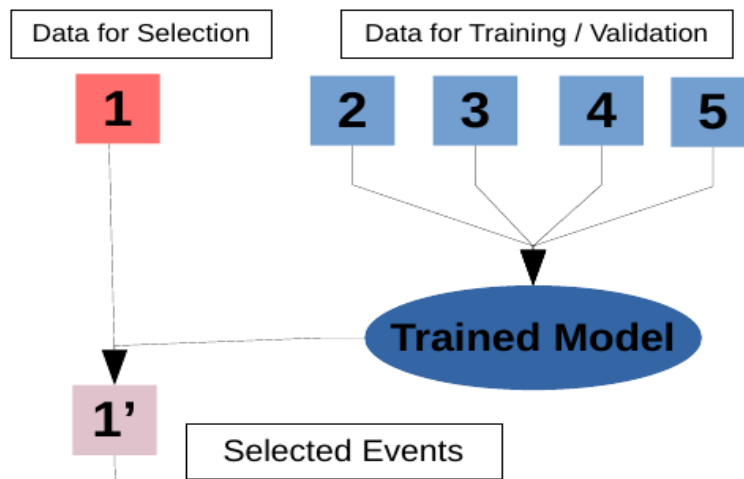 Data for Selection
Data for Training / Validation
1
2
3
4
5
Trained Model
1’
Selected Events